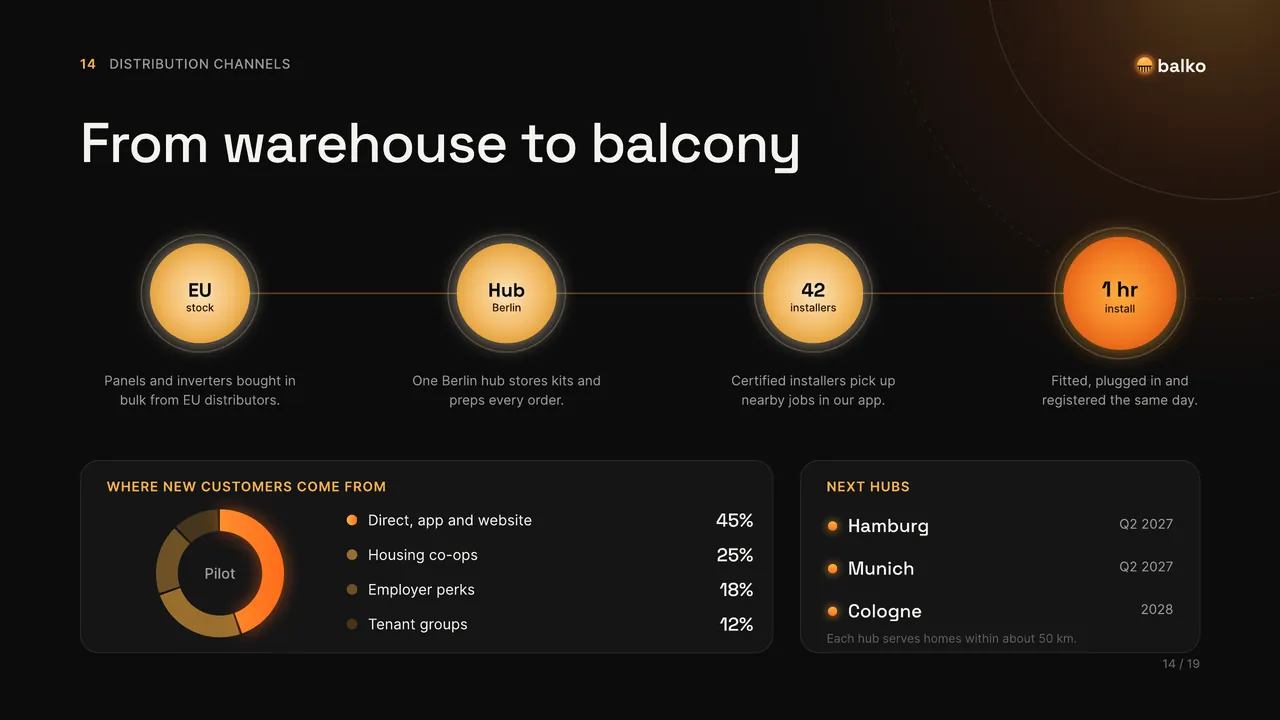 14 DISTRIBUTION CHANNELS
balko
From warehouse to balcony
EU
stock
Hub
Berlin
42
installers
1 hr
install
Panels and inverters bought in
bulk from EU distributors.
One Berlin hub stores kits and
preps every order.
Certified installers pick up
nearby jobs in our app.
Fitted, plugged in and
registered the same day.
WHERE NEW CUSTOMERS COME FROM
Pilot
Direct, app and website 45%
Housing co-ops 25%
Employer perks 18%
Tenant groups 12%
NEXT HUBS
Hamburg Q2 2027
Munich Q2 2027
Cologne 2028
Each hub serves homes within about 50 km.
14 / 19